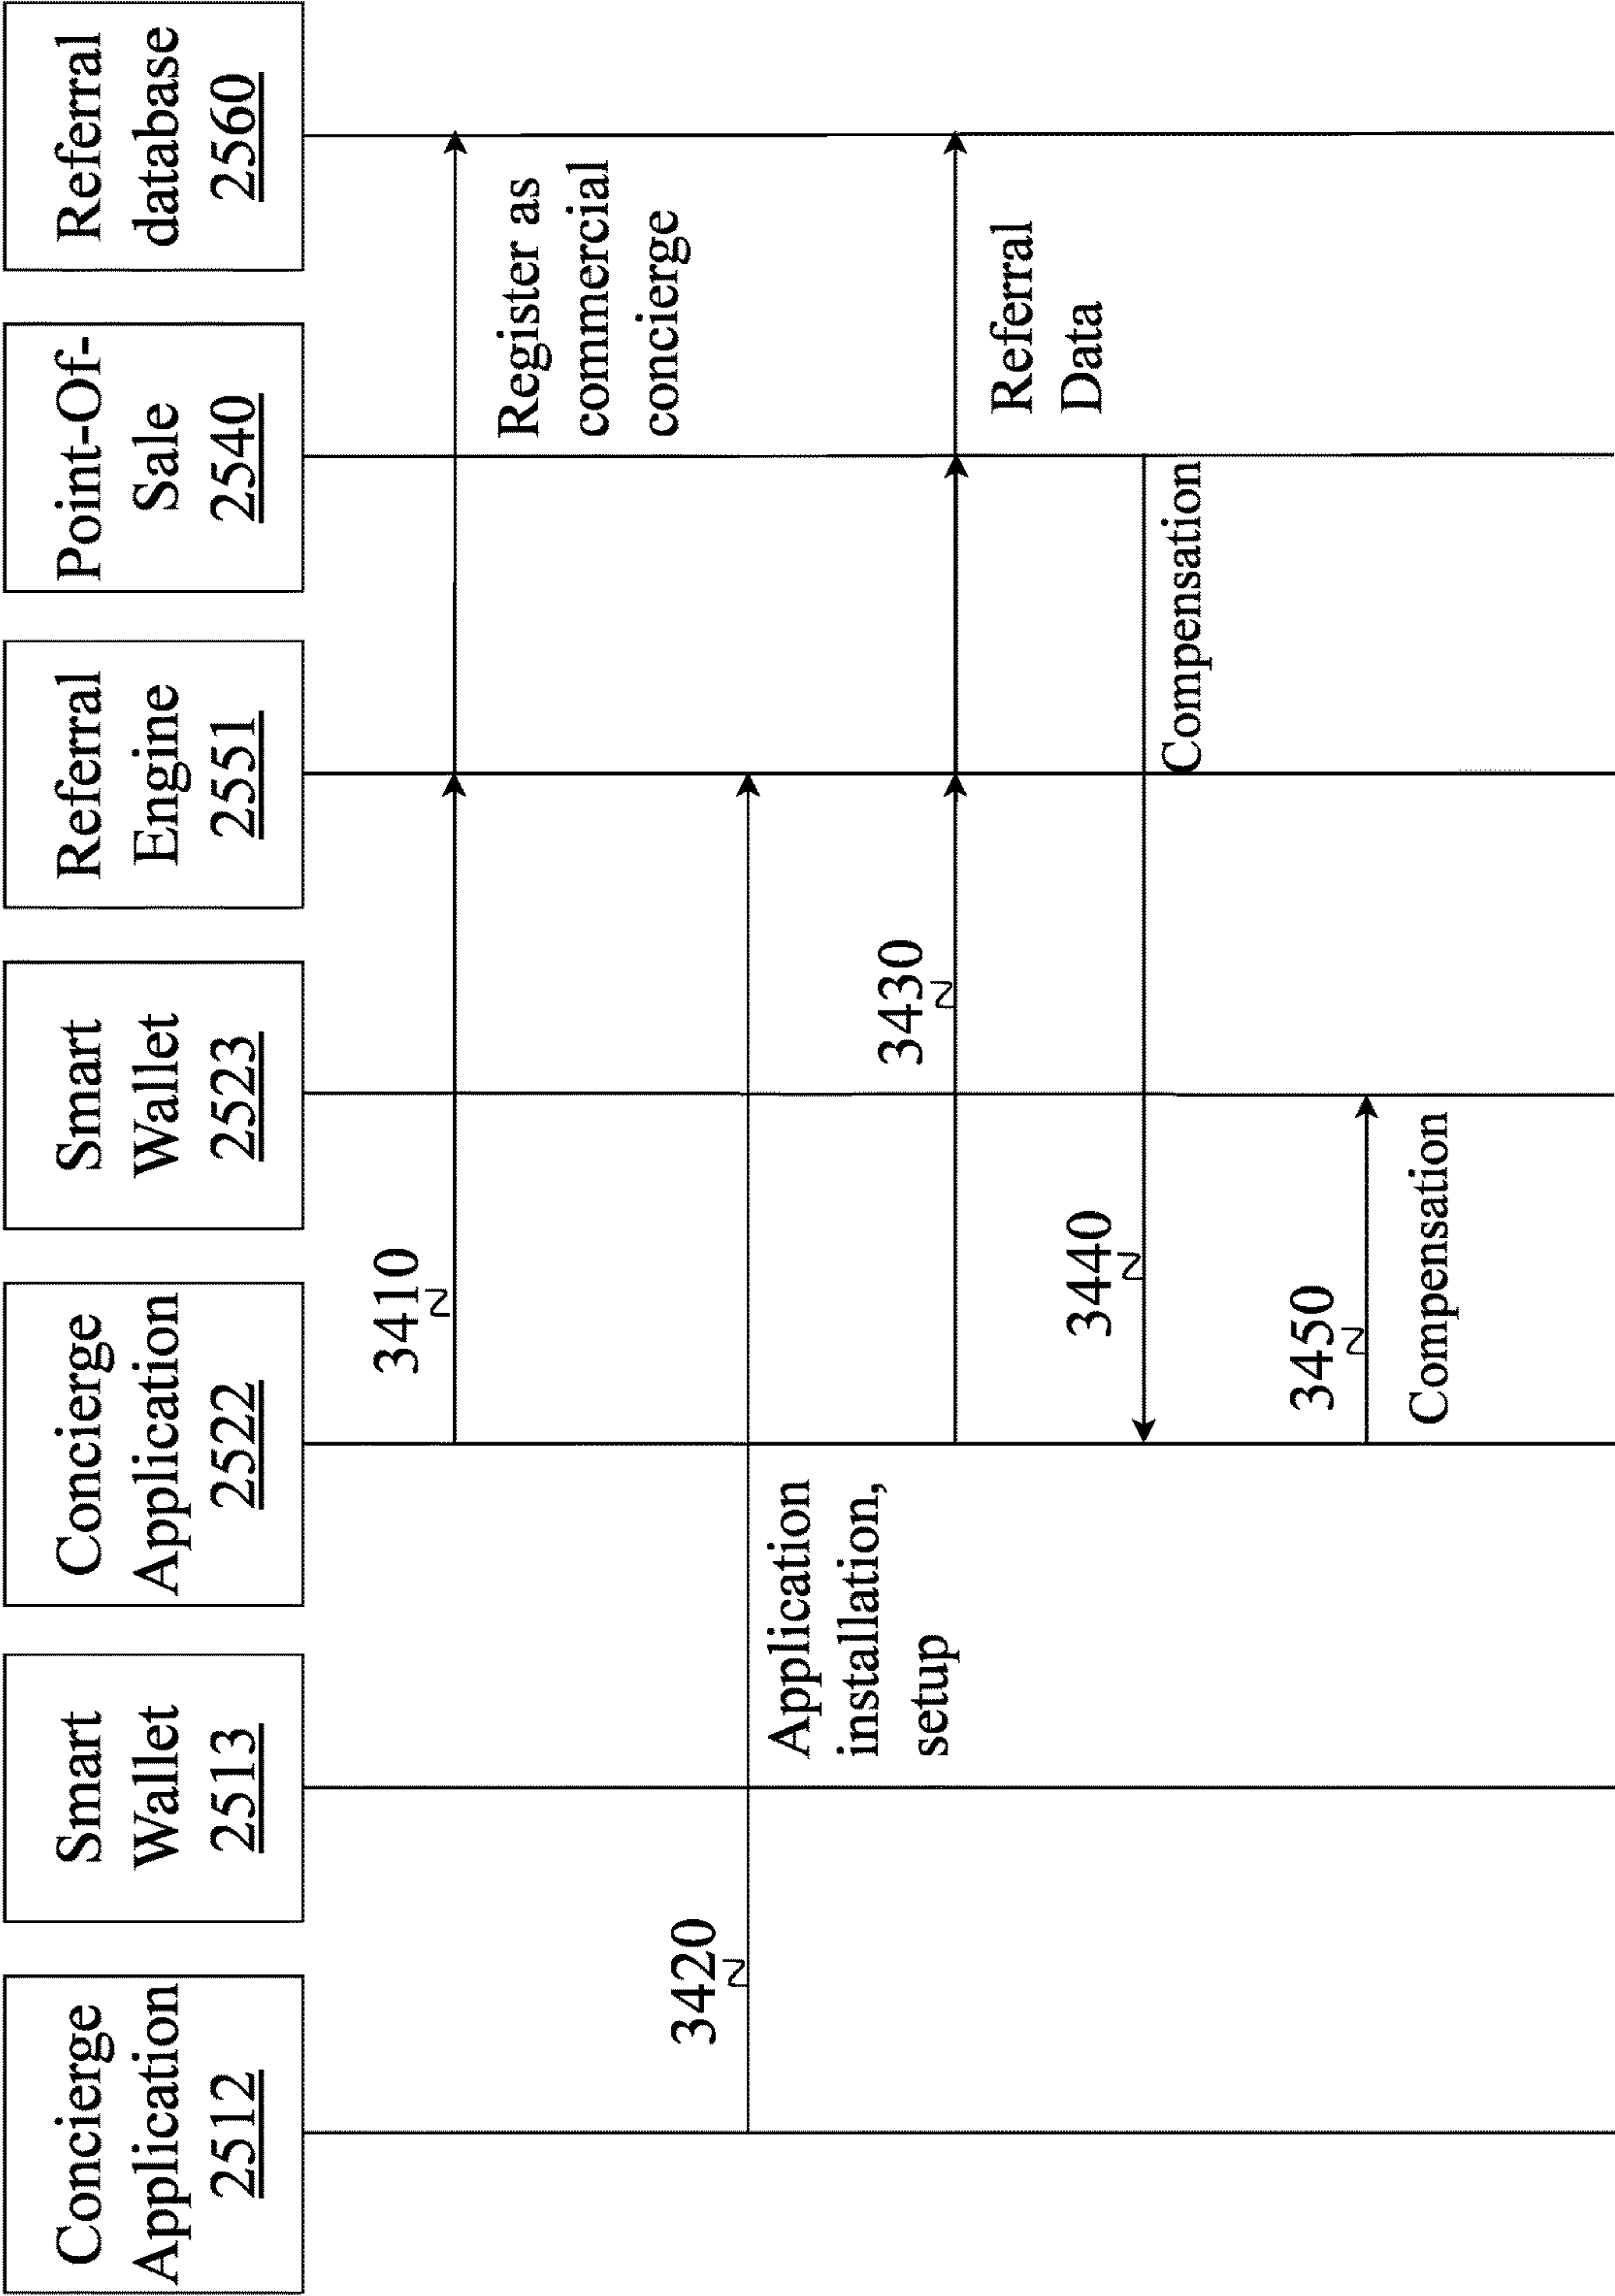 Concierge
Application
2512
Smart
Wallet
2513
Concierge
Application
2522
Smart
Wallet
2523
Referral
Engine
2551
Point-Of-
Sale
2540
Referral
database
2560
3410
Register as
commercial
concierge
3420
Application
installation,
setup
3430
Referral
Data
3440
Compensation
3450
Compensation